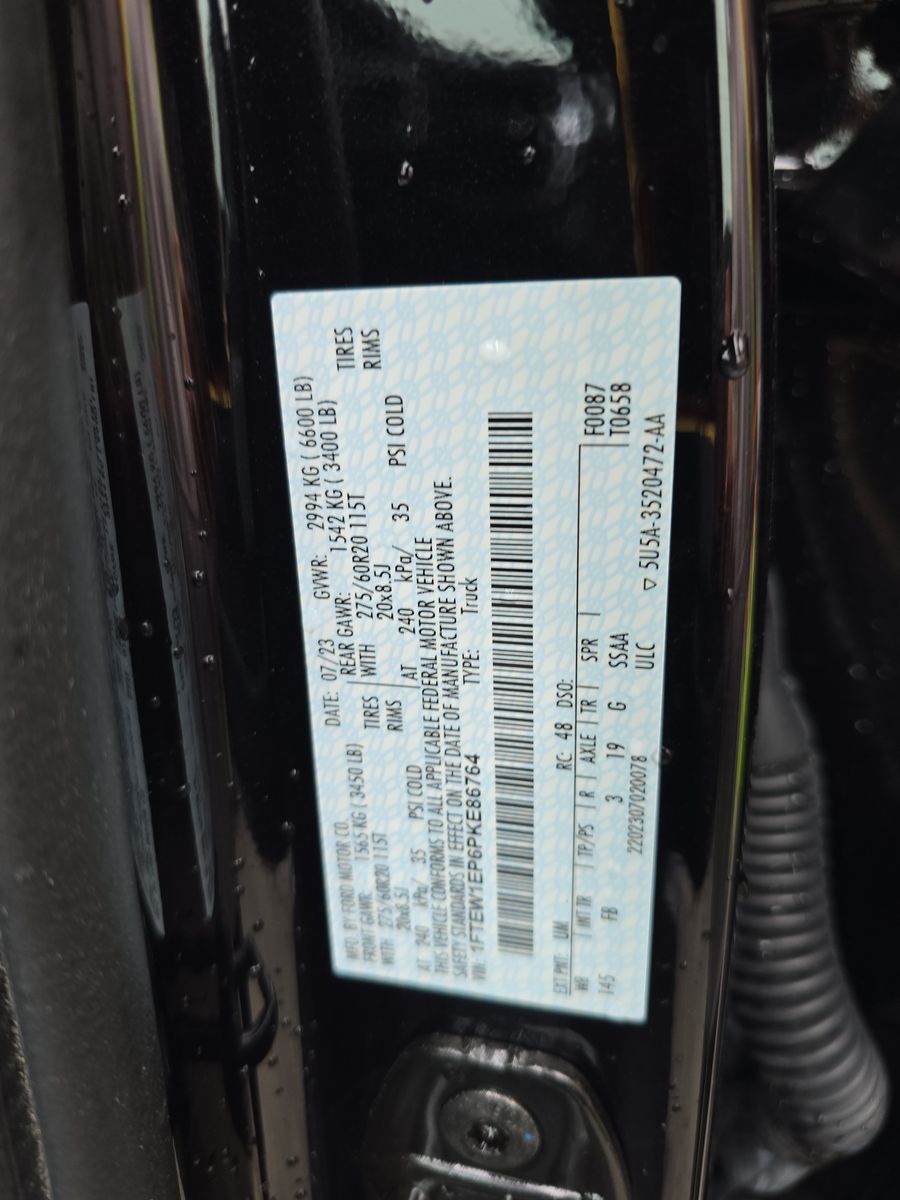 MFD. BY FORD MOTOR CO. DATE: 07/23 GVWR: 2994 KG ( 6600 LB)
FRONT GAWR: 1565 KG ( 3450 LB) REAR GAWR: 1542 KG ( 3400 LB)
WITH 275/60R20 115T TIRES WITH 275/60R20 115T TIRES
20x8.5J RIMS 20x8.5J RIMS
AT 240 kPa/ 35 PSI COLD AT 240 kPa/ 35 PSI COLD
THIS VEHICLE CONFORMS TO ALL APPLICABLE FEDERAL MOTOR VEHICLE
SAFETY STANDARDS IN EFFECT ON THE DATE OF MANUFACTURE SHOWN ABOVE.
VIN: 1FTEW1EP6PKE86764 TYPE: Truck
EXT PNT: UM RC: 48 DSO: F0087
WB INT TR TP/PS R AXLE TR SPR T0658
145 FB 3 19 G SSAA
2202307020078 ULC ▽ 5U5A-3520472-AA